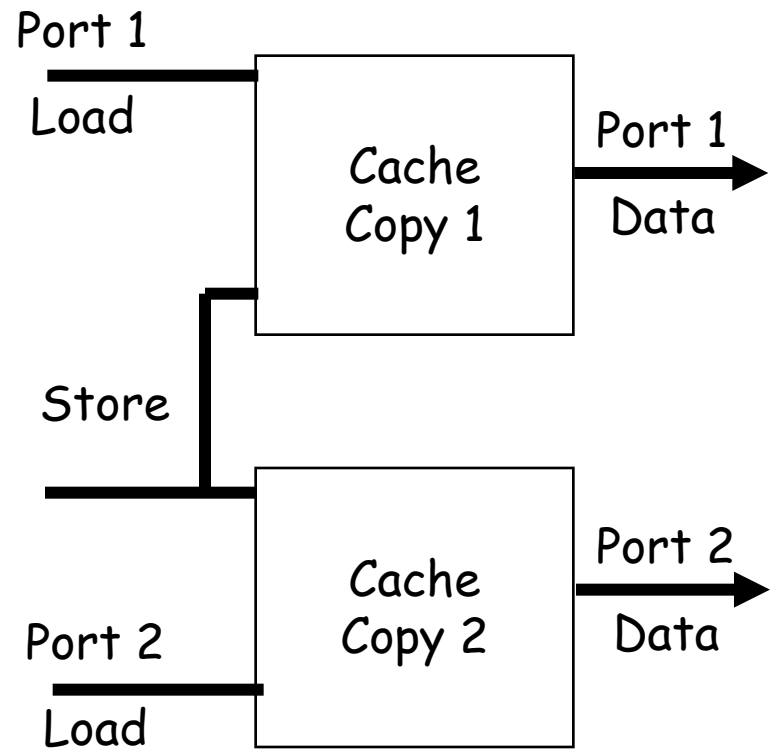 Port 1
Load
Cache
Copy 1
Port 1
Data
Store
Cache
Copy 2
Port 2
Data
Port 2
Load